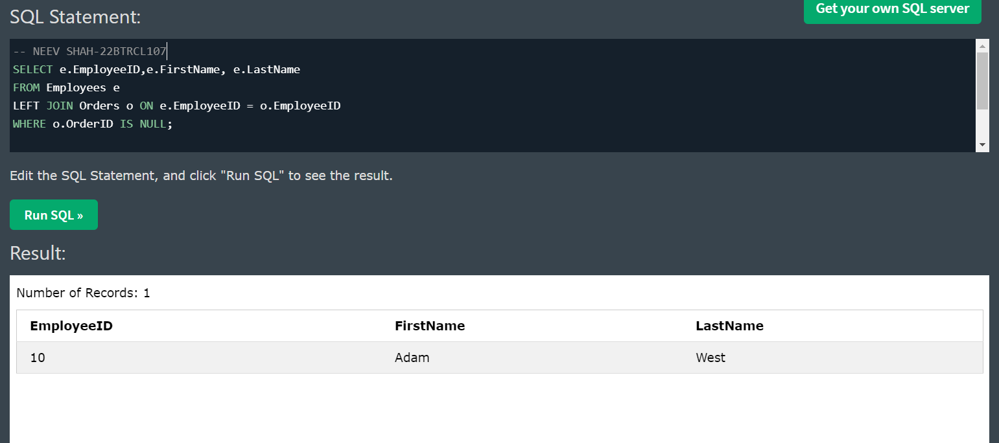 SQL Statement:
Get your own SQL server
-- NEEV SHAH-22BTRCL107
SELECT e.EmployeeID,e.FirstName, e.LastName
FROM Employees e
LEFT JOIN Orders o ON e.EmployeeID = o.EmployeeID
WHERE o.OrderID IS NULL;
Edit the SQL Statement, and click "Run SQL" to see the result.
Run SQL »
Result:
Number of Records: 1
EmployeeID FirstName LastName
10 Adam West